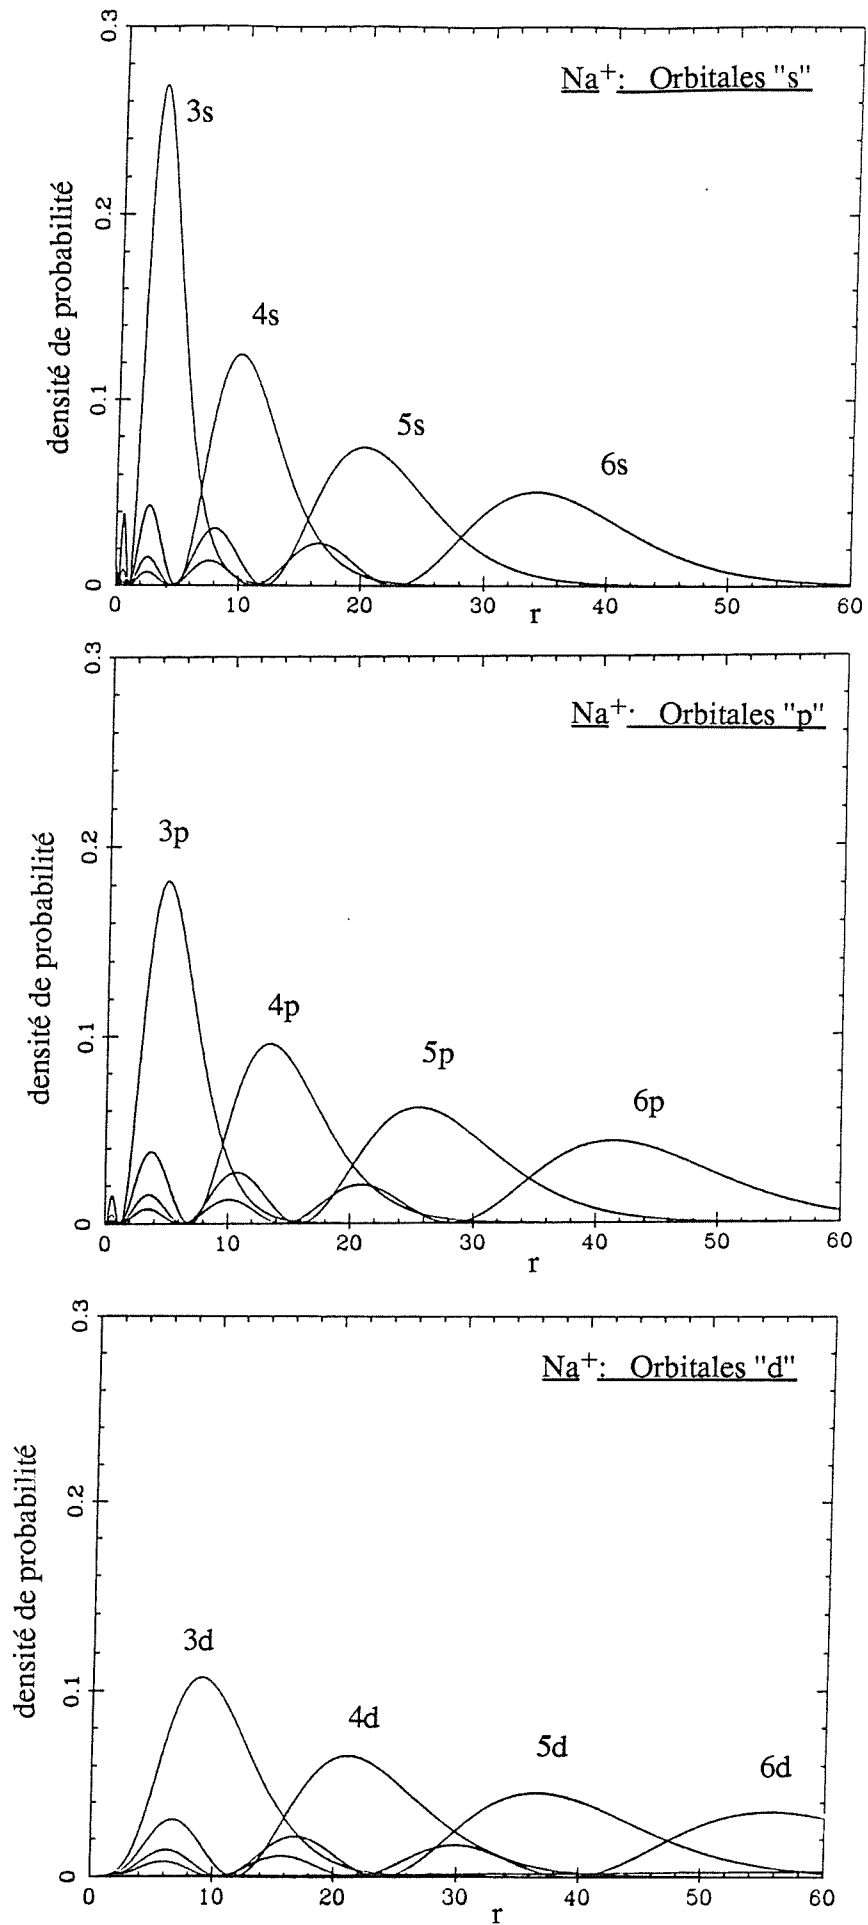 0.3
Na+: Orbitales "s"
3s
0.2
4s
densité de probabilité
0.1
5s
6s
0
0 10 20 30 40 50 60
r
0.3
Na+: Orbitales "p"
3p
0.2
densité de probabilité
4p
0.1
5p
6p
0
0 10 20 30 40 50 60
r
0.3
Na+: Orbitales "d"
0.2
densité de probabilité
3d
0.1
4d
5d
6d
0
0 10 20 30 40 50 60
r